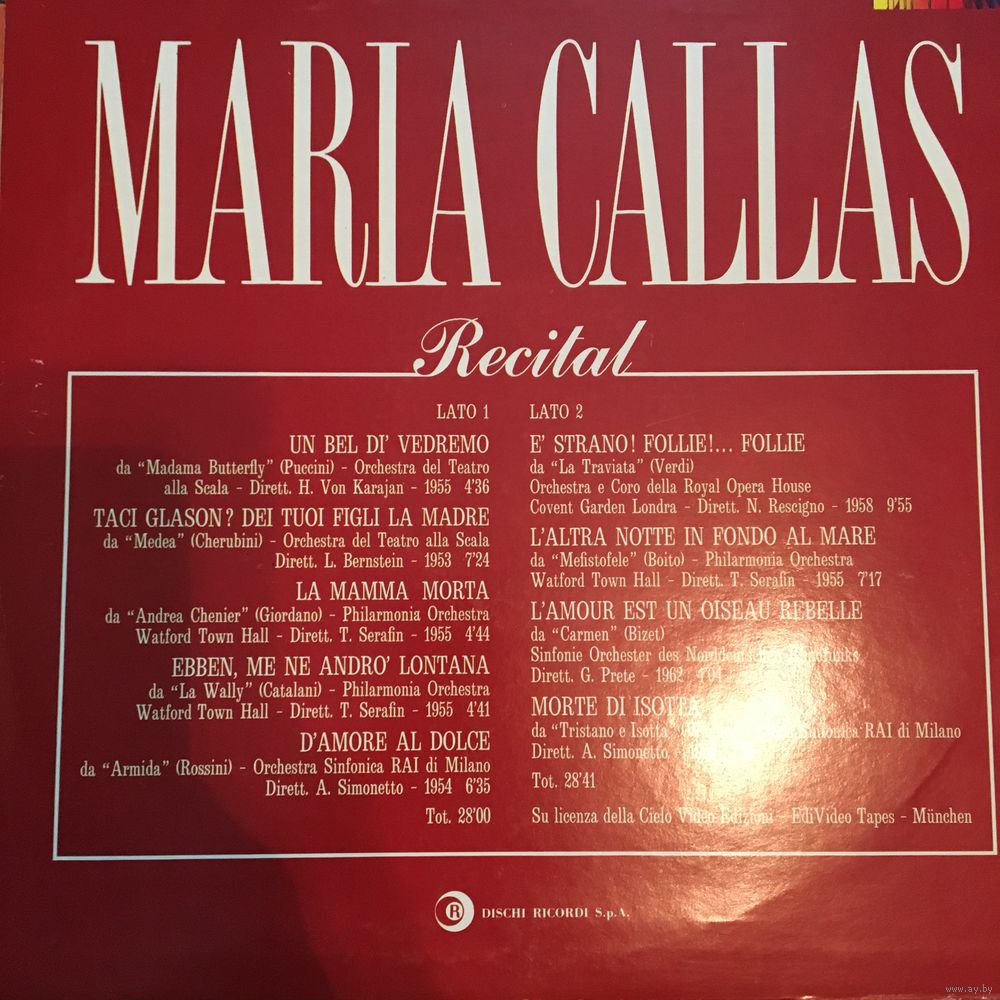 MARIA CALLAS
Recital
LATO 1
UN BEL DI' VEDREMO
da “Madama Butterfly” (Puccini) - Orchestra del Teatro
alla Scala - Dirett. H. Von Karajan - 1955 4'36
TACI GLASON? DEI TUOI FIGLI LA MADRE
da “Medea” (Cherubini) - Orchestra del Teatro alla Scala
Dirett. L. Bernstein - 1953 7'24
LA MAMMA MORTA
da “Andrea Chenier” (Giordano) - Philarmonia Orchestra
Watford Town Hall - Dirett. T. Serafin - 1955 4'44
EBBEN, ME NE ANDRO' LONTANA
da “La Wally” (Catalani) - Philarmonia Orchestra
Watford Town Hall - Dirett. T. Serafin - 1955 4'41
D'AMORE AL DOLCE
da “Armida” (Rossini) - Orchestra Sinfonica RAI di Milano
Dirett. A. Simonetto - 1954 6'35
Tot. 28'00
LATO 2
E' STRANO! FOLLIE!... FOLLIE
da “La Traviata” (Verdi)
Orchestra e Coro della Royal Opera House
Covent Garden Londra - Dirett. N. Rescigno - 1958 9'55
L'ALTRA NOTTE IN FONDO AL MARE
da “Mefistofele” (Boito) - Philarmonia Orchestra
Watford Town Hall - Dirett. T. Serafin - 1955 7'17
L'AMOUR EST UN OISEAU REBELLE
da “Carmen” (Bizet)
Sinfonie Orchester des Norddeutschen Rundfunks
Dirett. G. Prete - 1962 4'04
MORTE DI ISOTTA
da “Tristano e Isotta” Sinfonica RAI di Milano
Dirett. A. Simonetto -
Tot. 28'41
Su licenza della Ciclo Video Edizioni - EdiVideo Tapes - München
R DISCHI RICORDI S.p.A.
www.ay.by